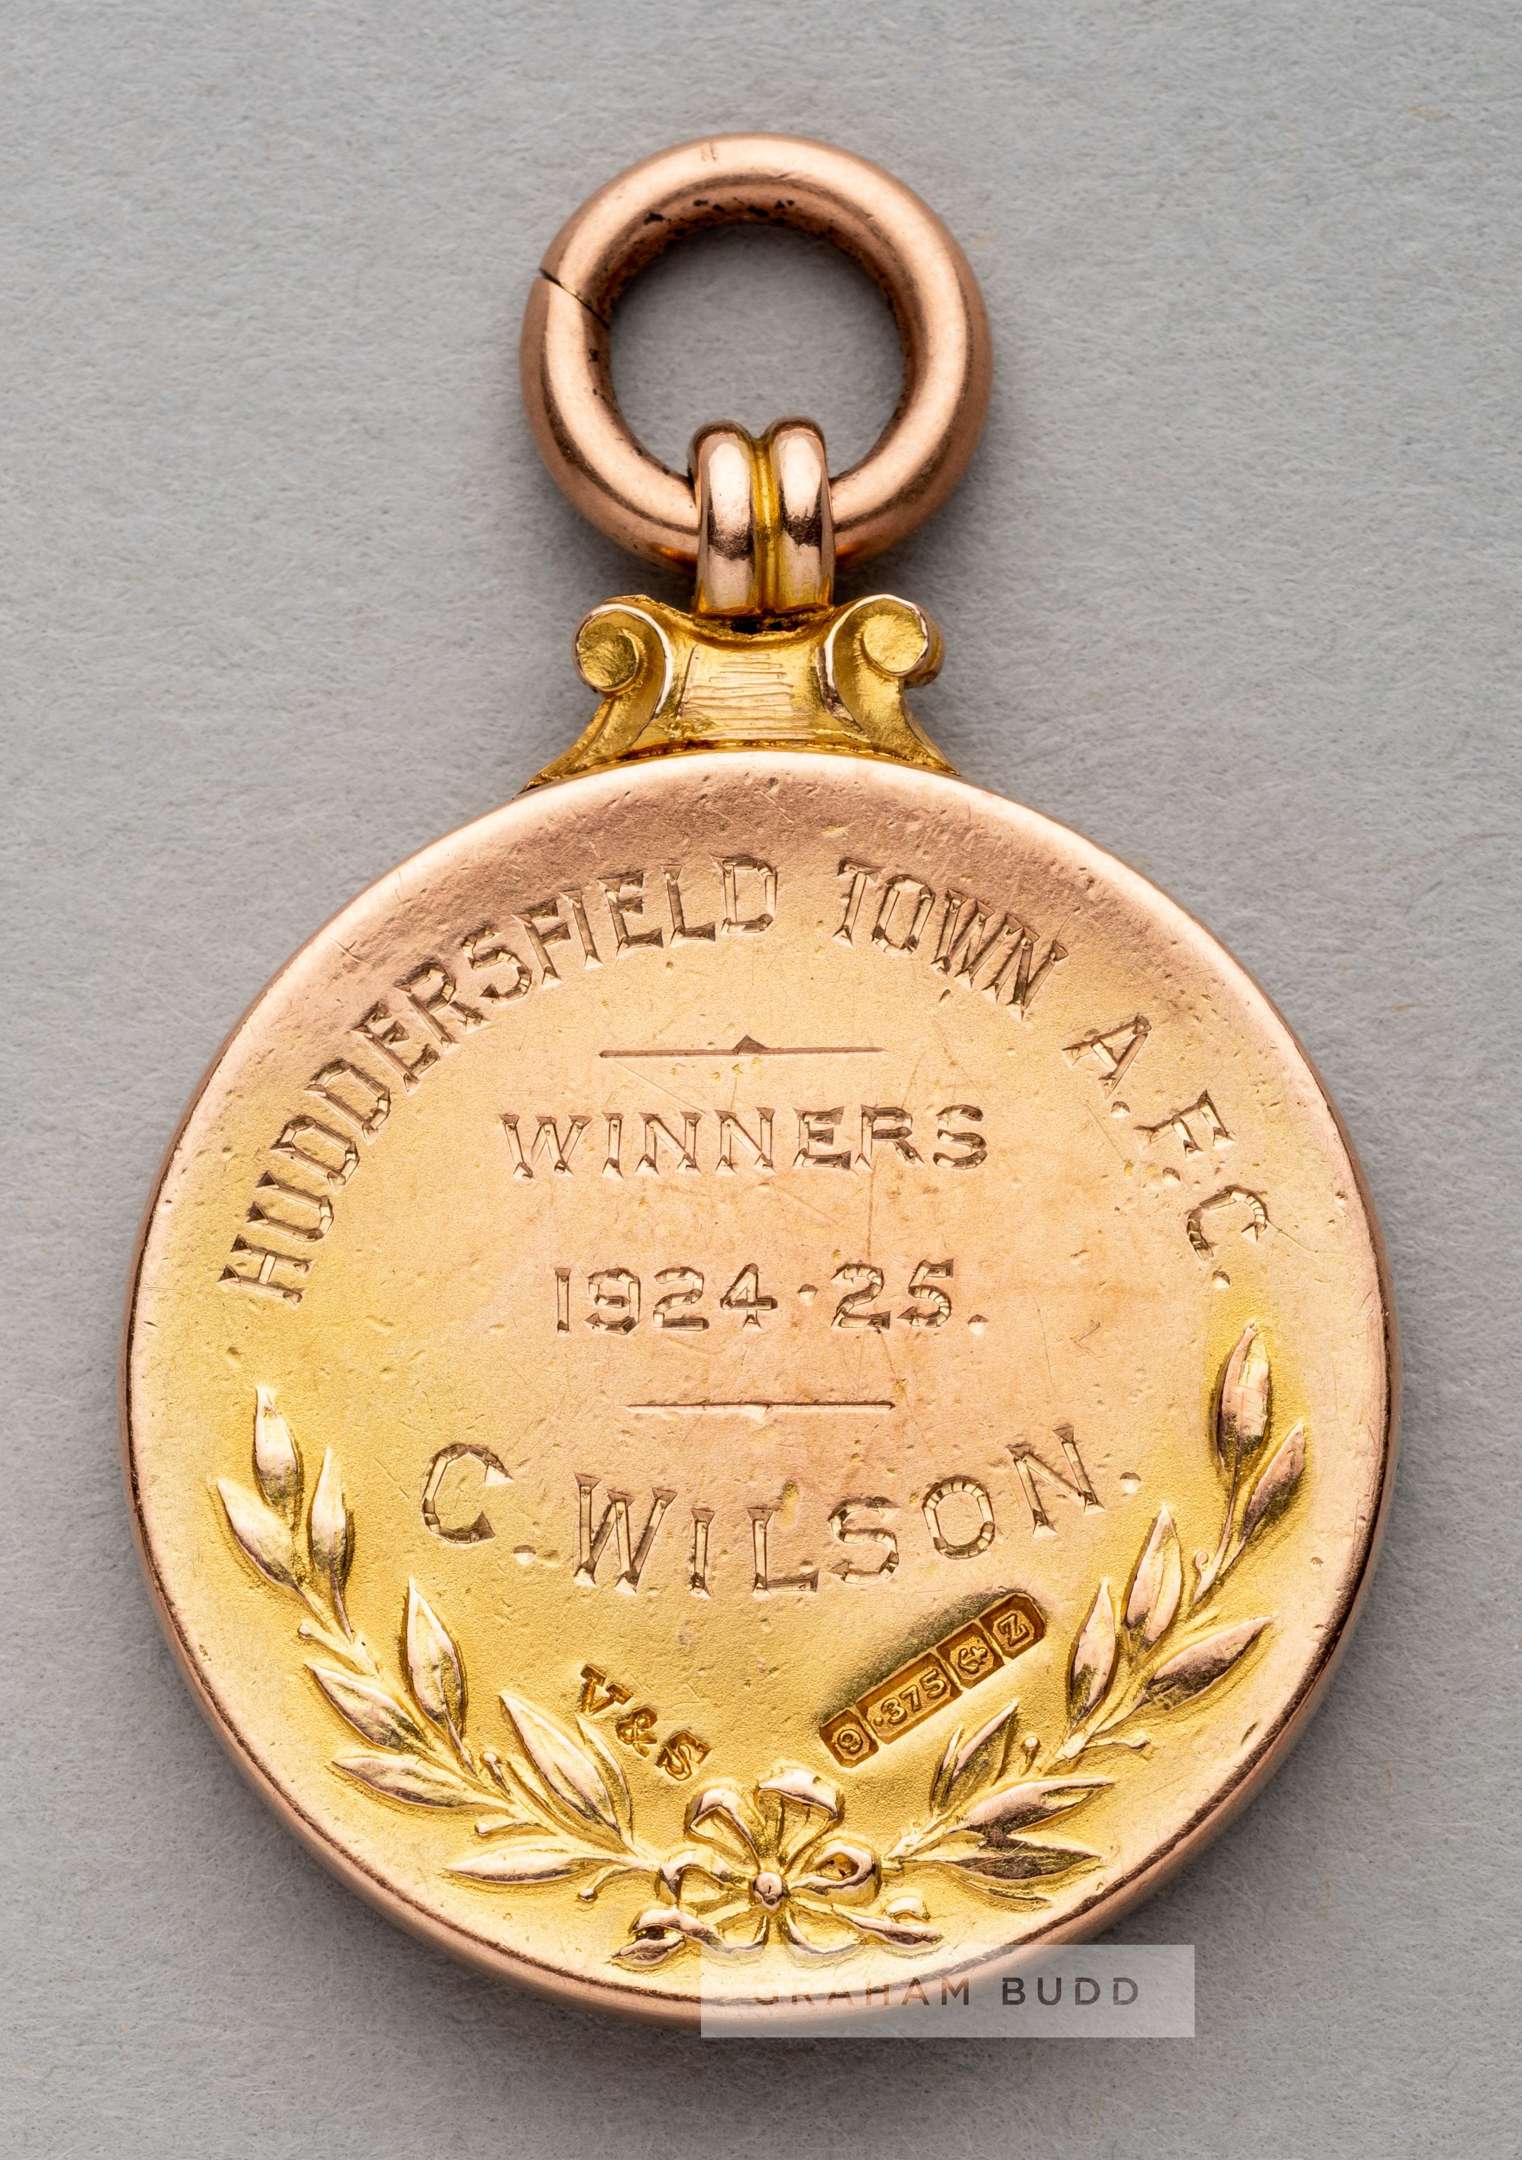 HUDDERSFIELD TOWN A.F.C.
WINNERS
1924·25.
C. WILSON.
V&S
9 ·375 Z
GRAHAM BUDD